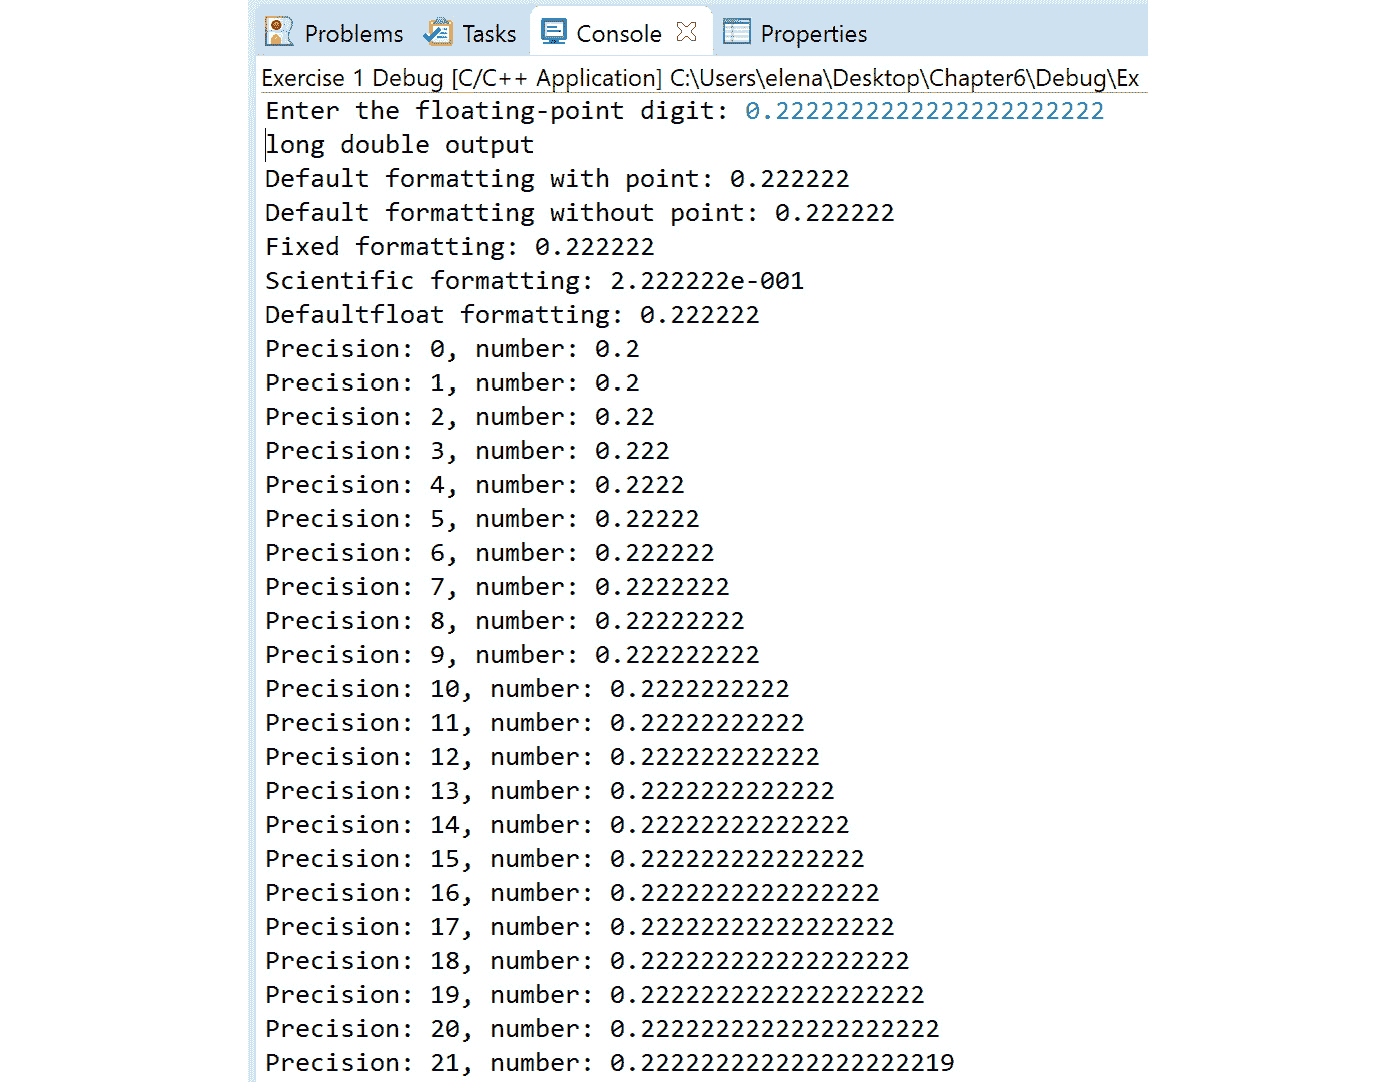 Problems Tasks Console Properties
Exercise 1 Debug [C/C++ Application] C:\Users\elena\Desktop\Chapter6\Debug\Ex
Enter the floating-point digit: 0.2222222222222222222222
long double output
Default formatting with point: 0.222222
Default formatting without point: 0.222222
Fixed formatting: 0.222222
Scientific formatting: 2.222222e-001
Defaultfloat formatting: 0.222222
Precision: 0, number: 0.2
Precision: 1, number: 0.2
Precision: 2, number: 0.22
Precision: 3, number: 0.222
Precision: 4, number: 0.2222
Precision: 5, number: 0.22222
Precision: 6, number: 0.222222
Precision: 7, number: 0.2222222
Precision: 8, number: 0.22222222
Precision: 9, number: 0.222222222
Precision: 10, number: 0.2222222222
Precision: 11, number: 0.22222222222
Precision: 12, number: 0.222222222222
Precision: 13, number: 0.2222222222222
Precision: 14, number: 0.22222222222222
Precision: 15, number: 0.222222222222222
Precision: 16, number: 0.2222222222222222
Precision: 17, number: 0.22222222222222222
Precision: 18, number: 0.222222222222222222
Precision: 19, number: 0.2222222222222222222
Precision: 20, number: 0.22222222222222222222
Precision: 21, number: 0.222222222222222222219